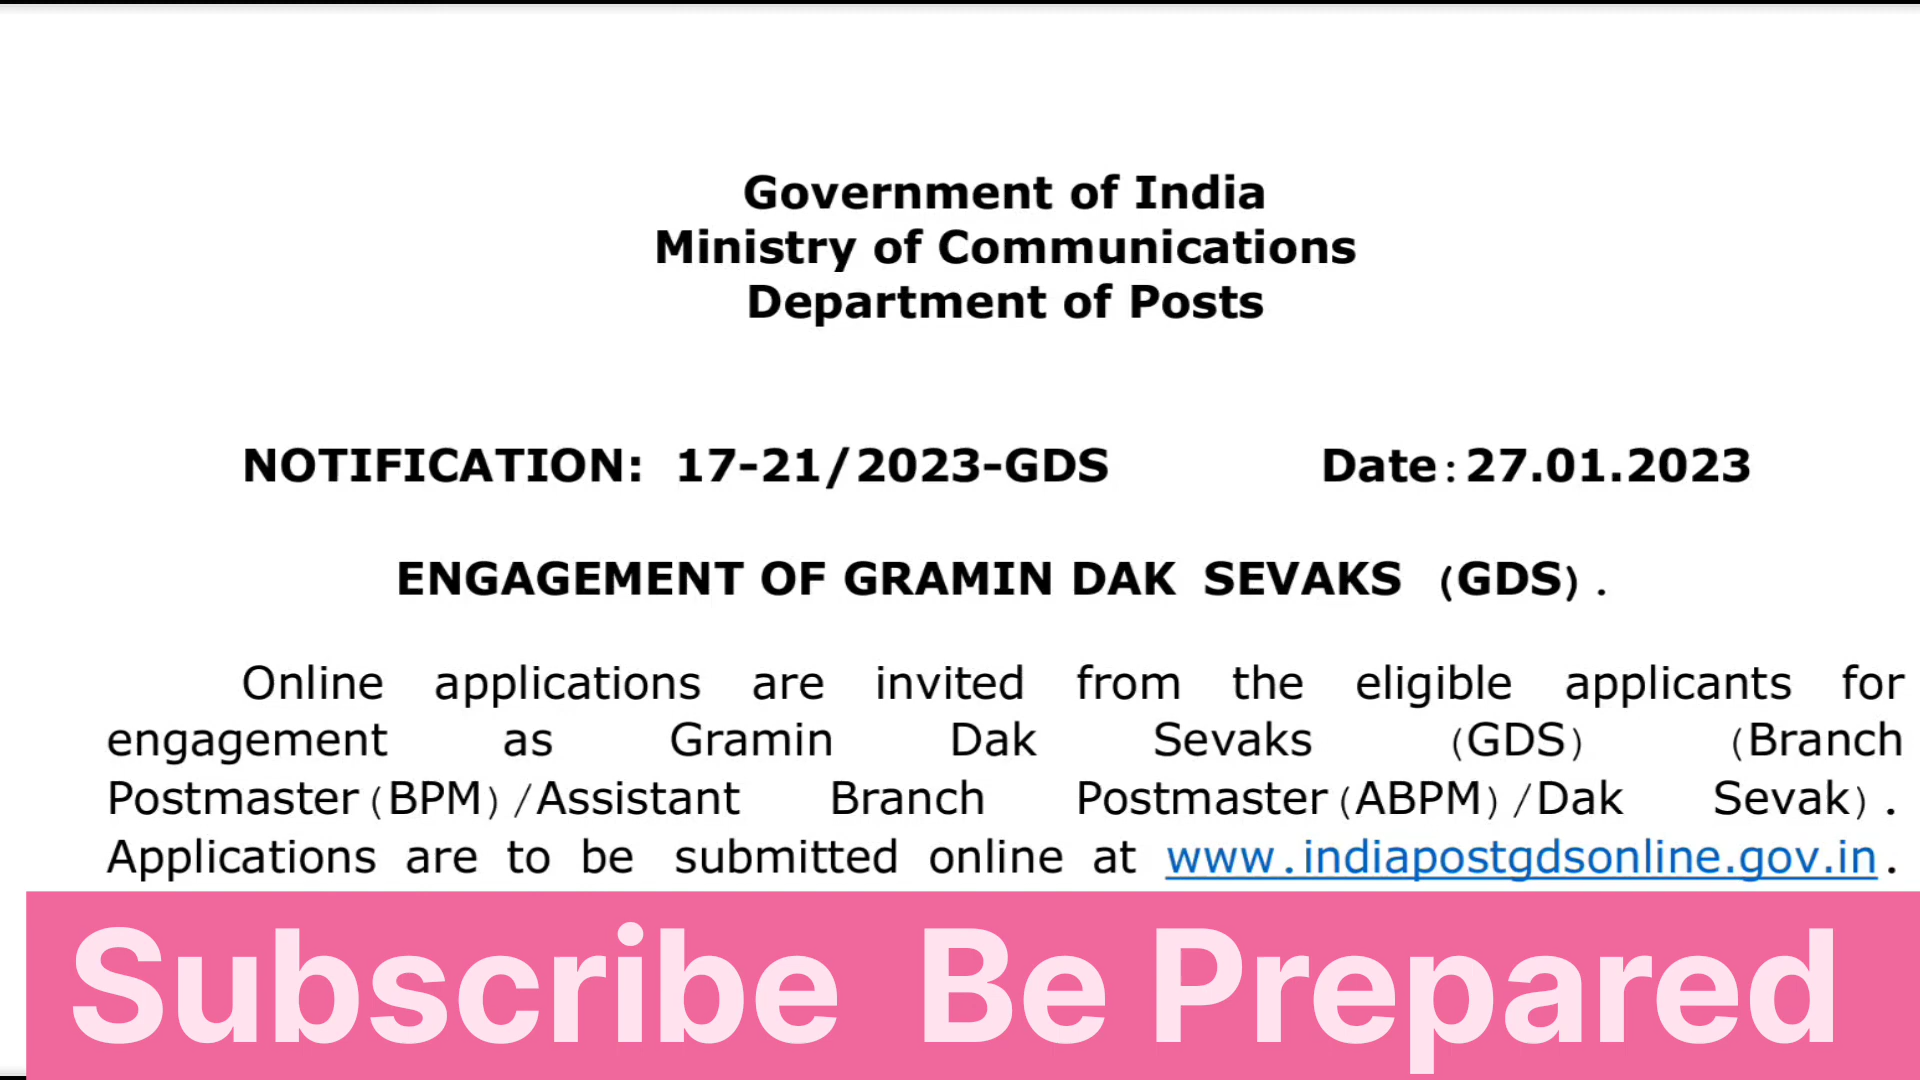 Government of India
Ministry of Communications
Department of Posts
NOTIFICATION: 17-21/2023-GDS Date:27.01.2023
ENGAGEMENT OF GRAMIN DAK SEVAKS (GDS).
Online applications are invited from the eligible applicants for
engagement as Gramin Dak Sevaks (GDS) (Branch
Postmaster(BPM)/Assistant Branch Postmaster(ABPM)/Dak Sevak).
Applications are to be submitted online at www.indiapostgdsonline.gov.in.
Subscribe Be Prepared